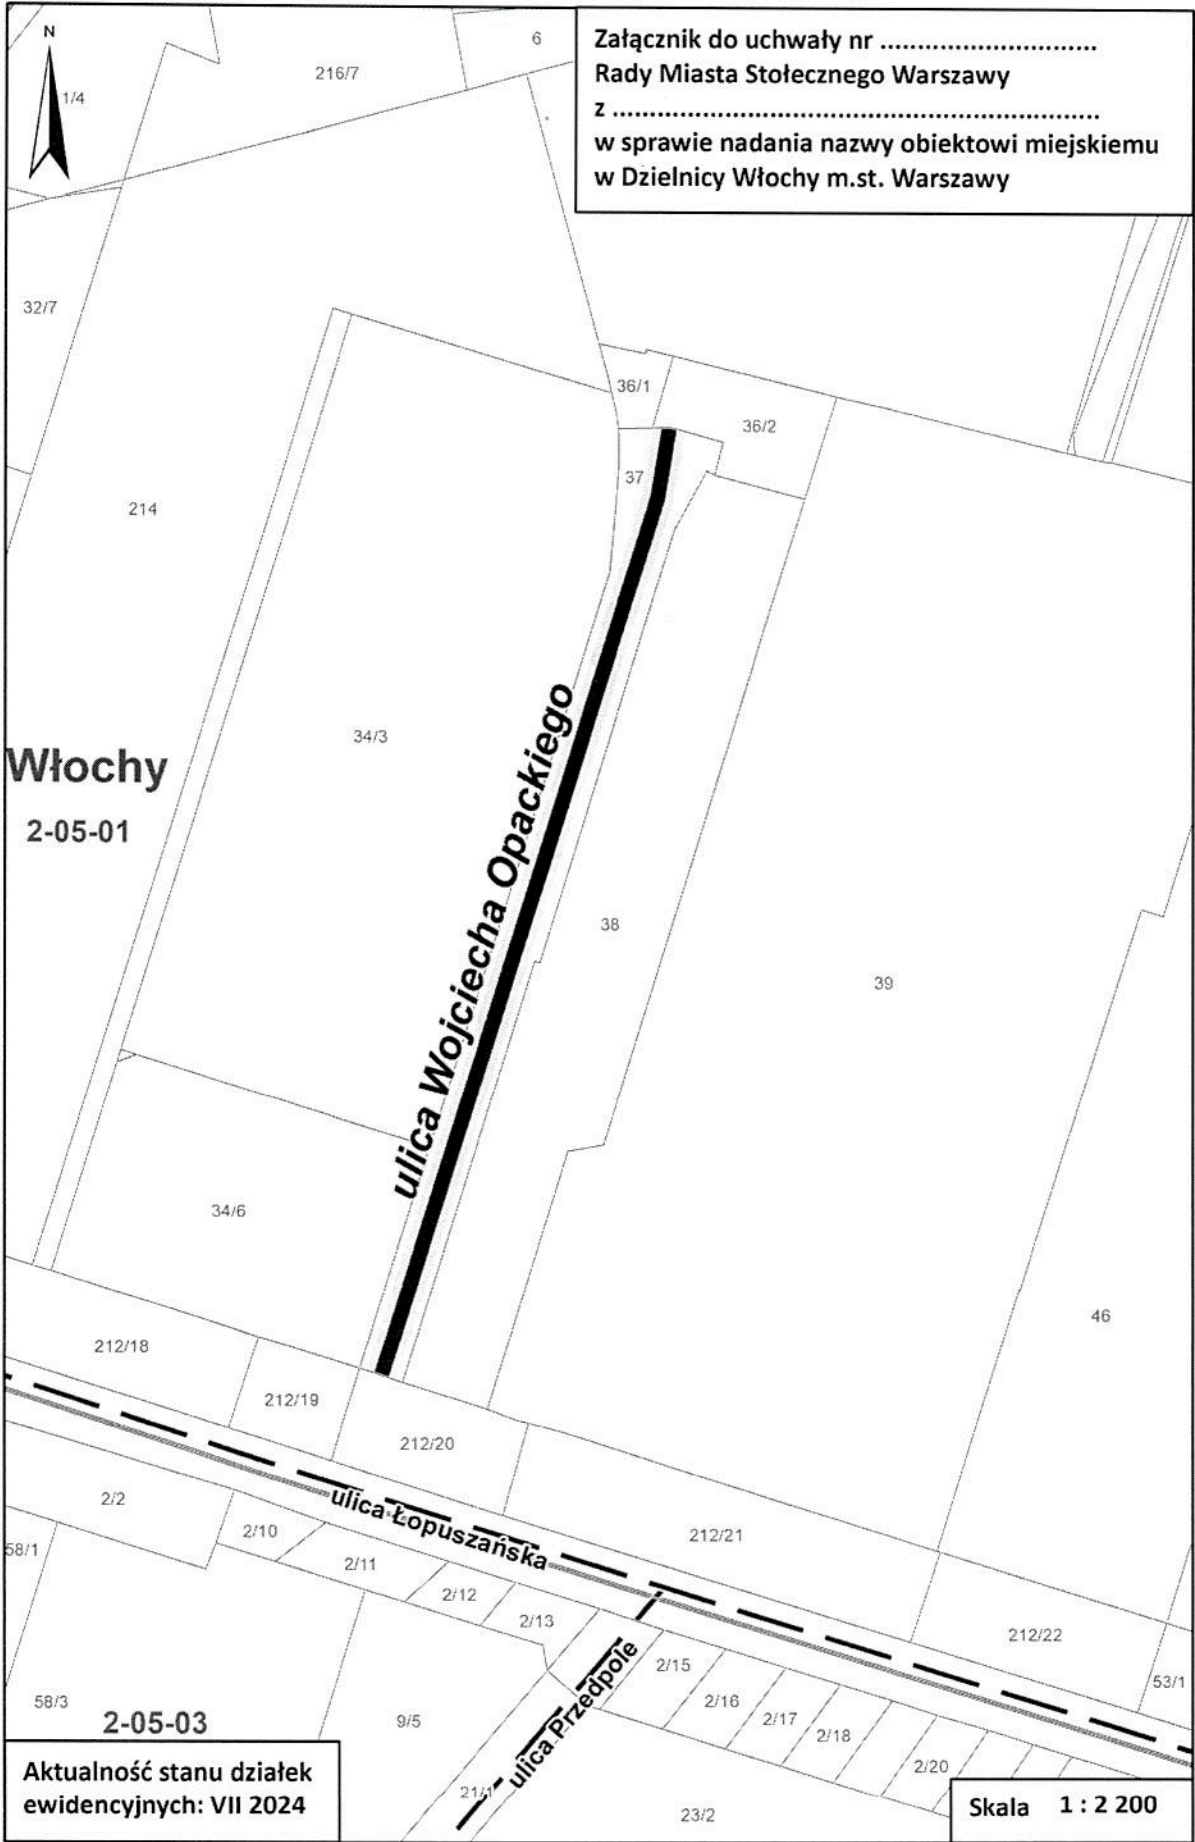 N
Załącznik do uchwały nr .............................
Rady Miasta Stołecznego Warszawy
z .................................................................
w sprawie nadania nazwy obiektowi miejskiemu
w Dzielnicy Włochy m.st. Warszawy
6
216/7
1/4
32/7
36/1
36/2
37
214
34/3
Włochy
2-05-01
ulica Wojciecha Opackiego
38
39
34/6
46
212/18
212/19
212/20
2/2
ulica Łopuszańska
212/21
2/10
58/1
2/11
2/12
2/13
212/22
2/15
53/1
2/16
58/3
2-05-03
9/5
ulica Przedpole
2/17
2/18
2/20
21/1
23/2
Aktualność stanu działek
ewidencyjnych: VII 2024
Skala 1 : 2 200